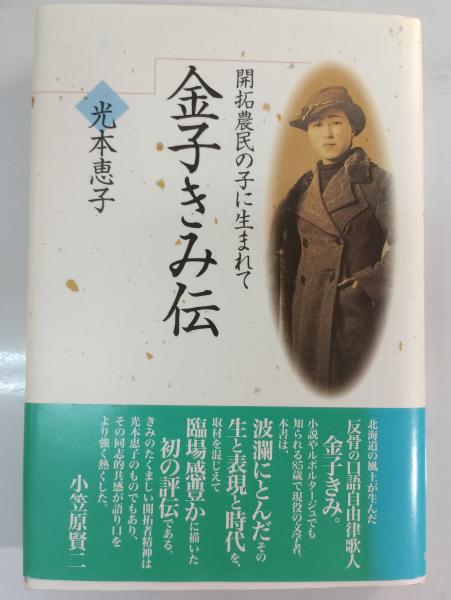 開拓農民の子に生まれて
金子きみ伝
光本恵子
北海道の風土が生んだ
反骨の口語自由律歌人
金子きみ。
小説やルポルタージュでも
知られる85歳で現役の文学者。
本書は、
波瀾にとんだその
生と表現と時代を、
取材を混じえて
臨場感豊かに描いた
初の評伝である。
きみのたくましい開拓者精神は
光本恵子のものでもあり、
その同志的共感が語り口を
より強く熱くした。
小笠原賢二